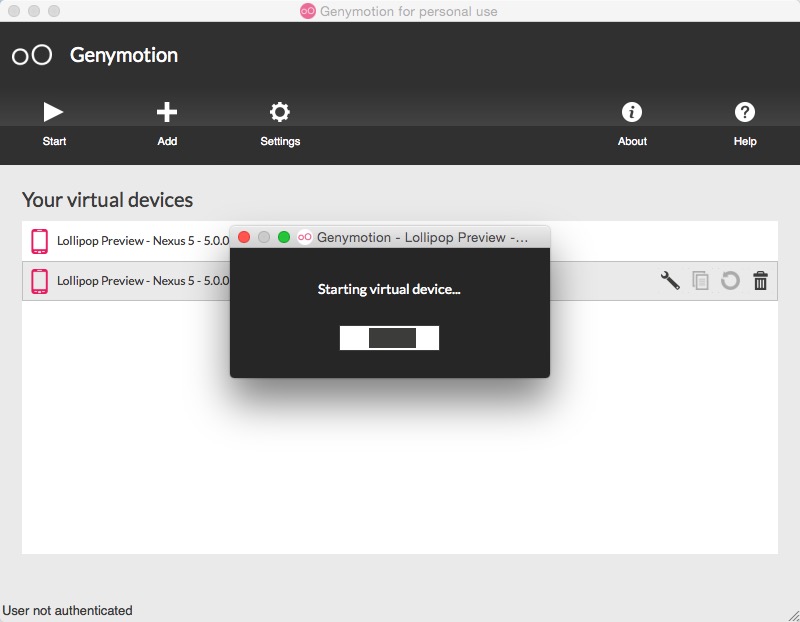 Genymotion for personal use
Genymotion
Start
Add
Settings
About
Help
Your virtual devices
Lollipop Preview - Nexus 5 - 5.0.0
Genymotion - Lollipop Preview -...
Lollipop Preview - Nexus 5 - 5.0.0
Starting virtual device...
User not authenticated